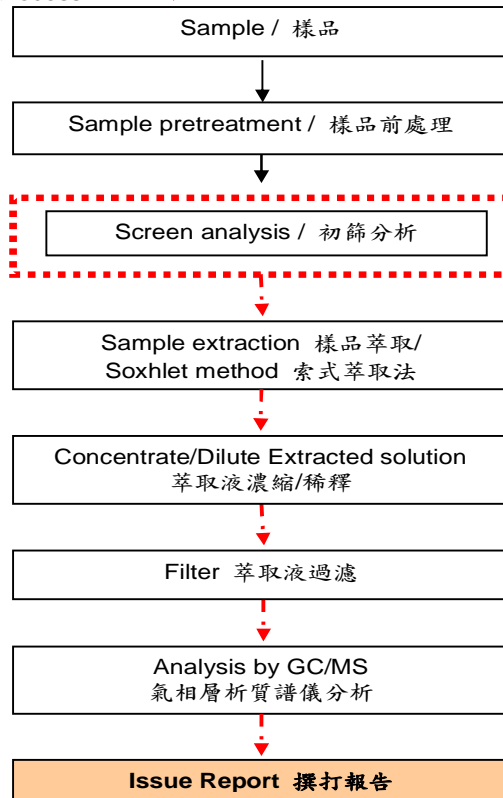 Sample / 樣品
Sample pretreatment / 樣品前處理
Screen analysis / 初篩分析
Sample extraction 樣品萃取/
Soxhlet method 索式萃取法
Concentrate/Dilute Extracted solution
萃取液濃縮/稀釋
Filter 萃取液過濾
Analysis by GC/MS
氣相層析質譜儀分析
Issue Report 撰打報告